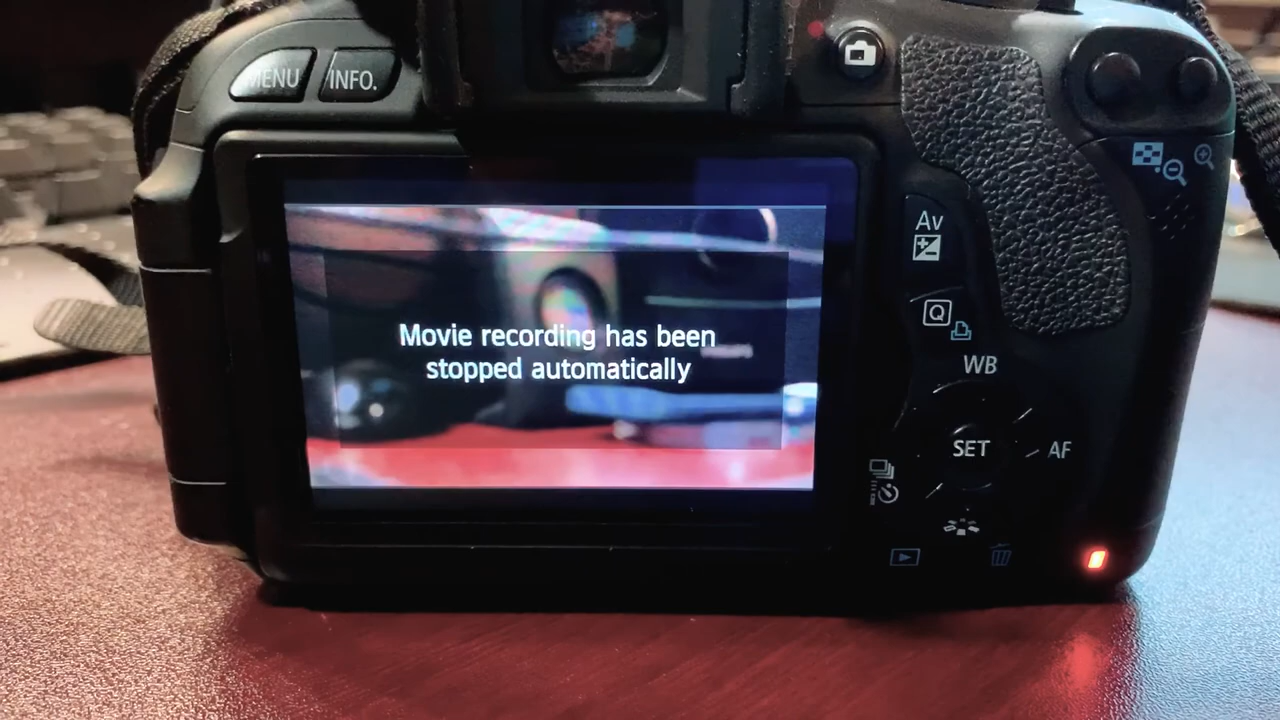 MENU
INFO.
Movie recording has been
stopped automatically
Av
Q
WB
SET
AF